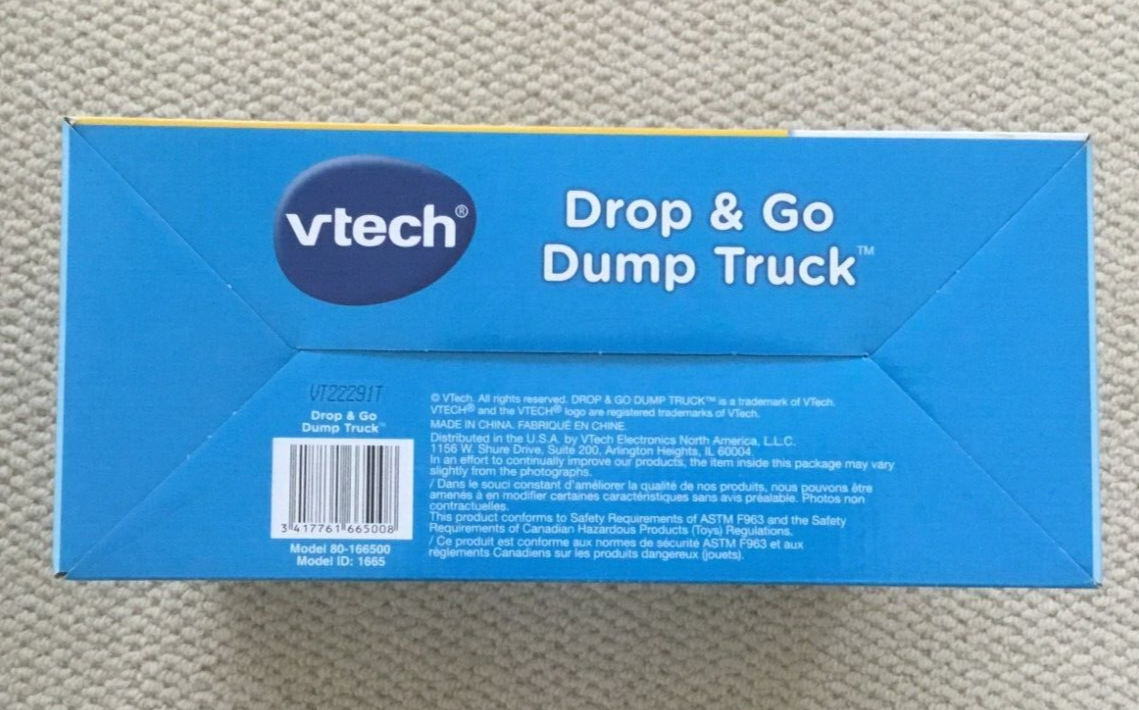 vtech®
Drop & Go
Dump Truck™
VT22291T
Drop & Go
Dump Truck™
3 417761 665008
Model 80-166500
Model ID: 1665
© VTech. All rights reserved. DROP & GO DUMP TRUCK™ is a trademark of VTech.
VTECH® and the VTECH® logo are registered trademarks of VTech.
MADE IN CHINA. FABRIQUÉ EN CHINE.
Distributed in the U.S.A. by VTech Electronics North America, L.L.C.
1156 W. Shure Drive, Suite 200, Arlington Heights, IL 60004.
In an effort to continually improve our products, the item inside this package may vary
slightly from the photographs.
/ Dans le souci constant d'améliorer la qualité de nos produits, nous pouvons être
amenés à en modifier certaines caractéristiques sans avis préalable. Photos non
contractuelles.
This product conforms to Safety Requirements of ASTM F963 and the Safety
Requirements of Canadian Hazardous Products (Toys) Regulations.
/ Ce produit est conforme aux normes de sécurité ASTM F963 et aux
règlements Canadiens sur les produits dangereux (jouets).